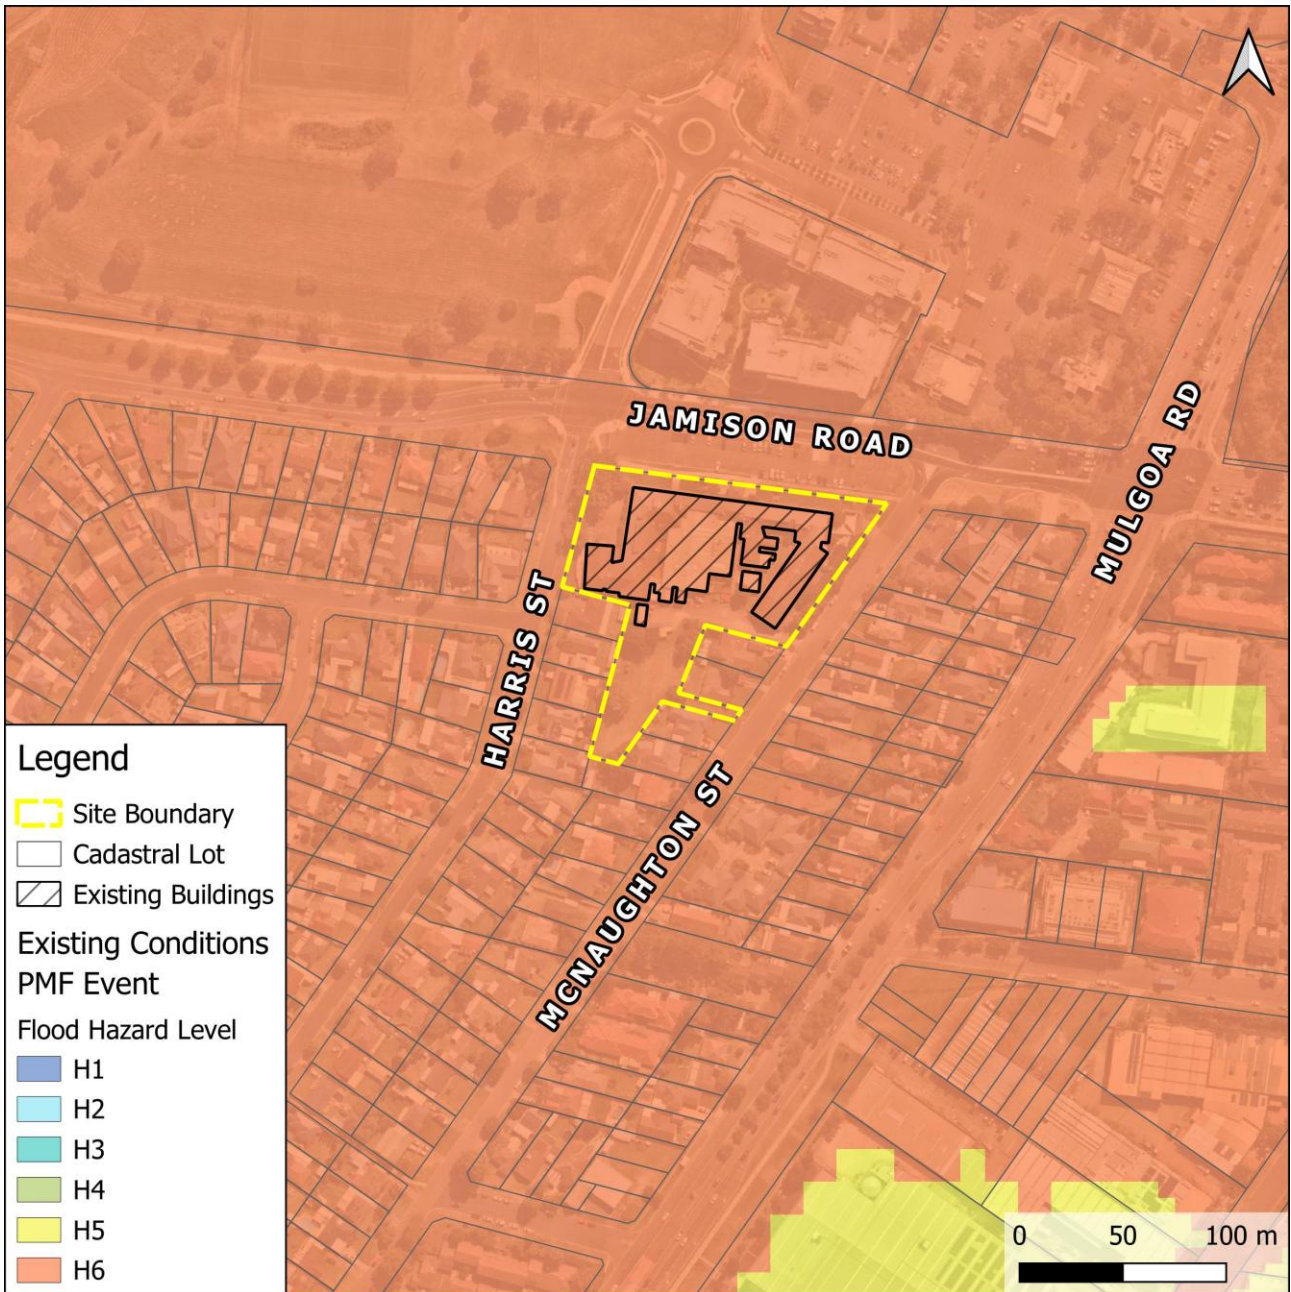 JAMISON ROAD
MULGOA RD
HARRIS ST
MCNAUGHTON ST
Legend
Site Boundary
Cadastral Lot
Existing Buildings
Existing Conditions
PMF Event
Flood Hazard Level
H1
H2
H3
H4
H5
H6
0 50 100 m